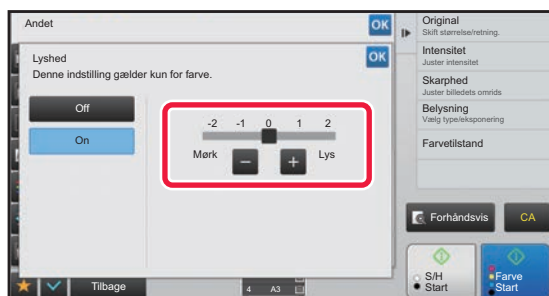 Andet
OK
Lyshed
OK
Denne indstilling gælder kun for farve.
Off
On
-2 -1 0 1 2
Mørk
Lys
Tilbage
4 A3
Original
Skift størrelse/retning.
Intensitet
Juster intensitet
Skarphed
Juster billedets omrids
Belysning
Vælg type/eksponering
Farvetilstand
Forhåndsvis
CA
S/H
Start
Farve
Start